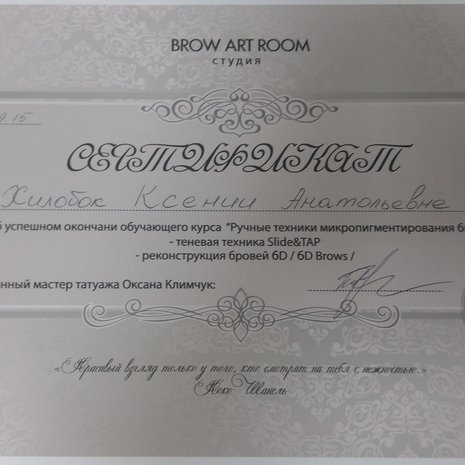 BROW ART ROOM
студия
15
СЕРТИФИКАТ
Хилобок Ксении Анатольевне
успешном окончани обучающего курса "Ручные техники микропигментирования
- теневая техника Slide&TAP
- реконструкция бровей 6D / 6D Brows /
мастер татуажа Оксана Климчук:
«Красивый взгляд только у того, кто смотрит на тебя с нежностью.»
Коко Шанель